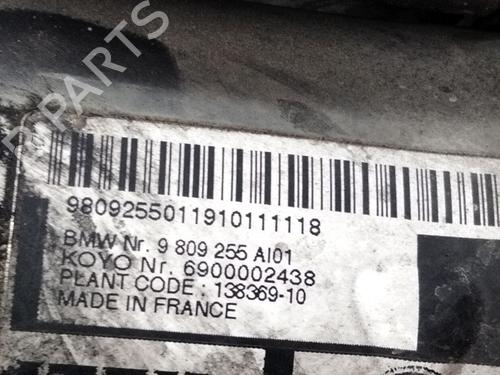 B-PARTS
9809255011910111118
BMW Nr. 9 809 255 AI01
KOYO Nr. 6900002438
PLANT CODE : 138369-10
MADE IN FRANCE